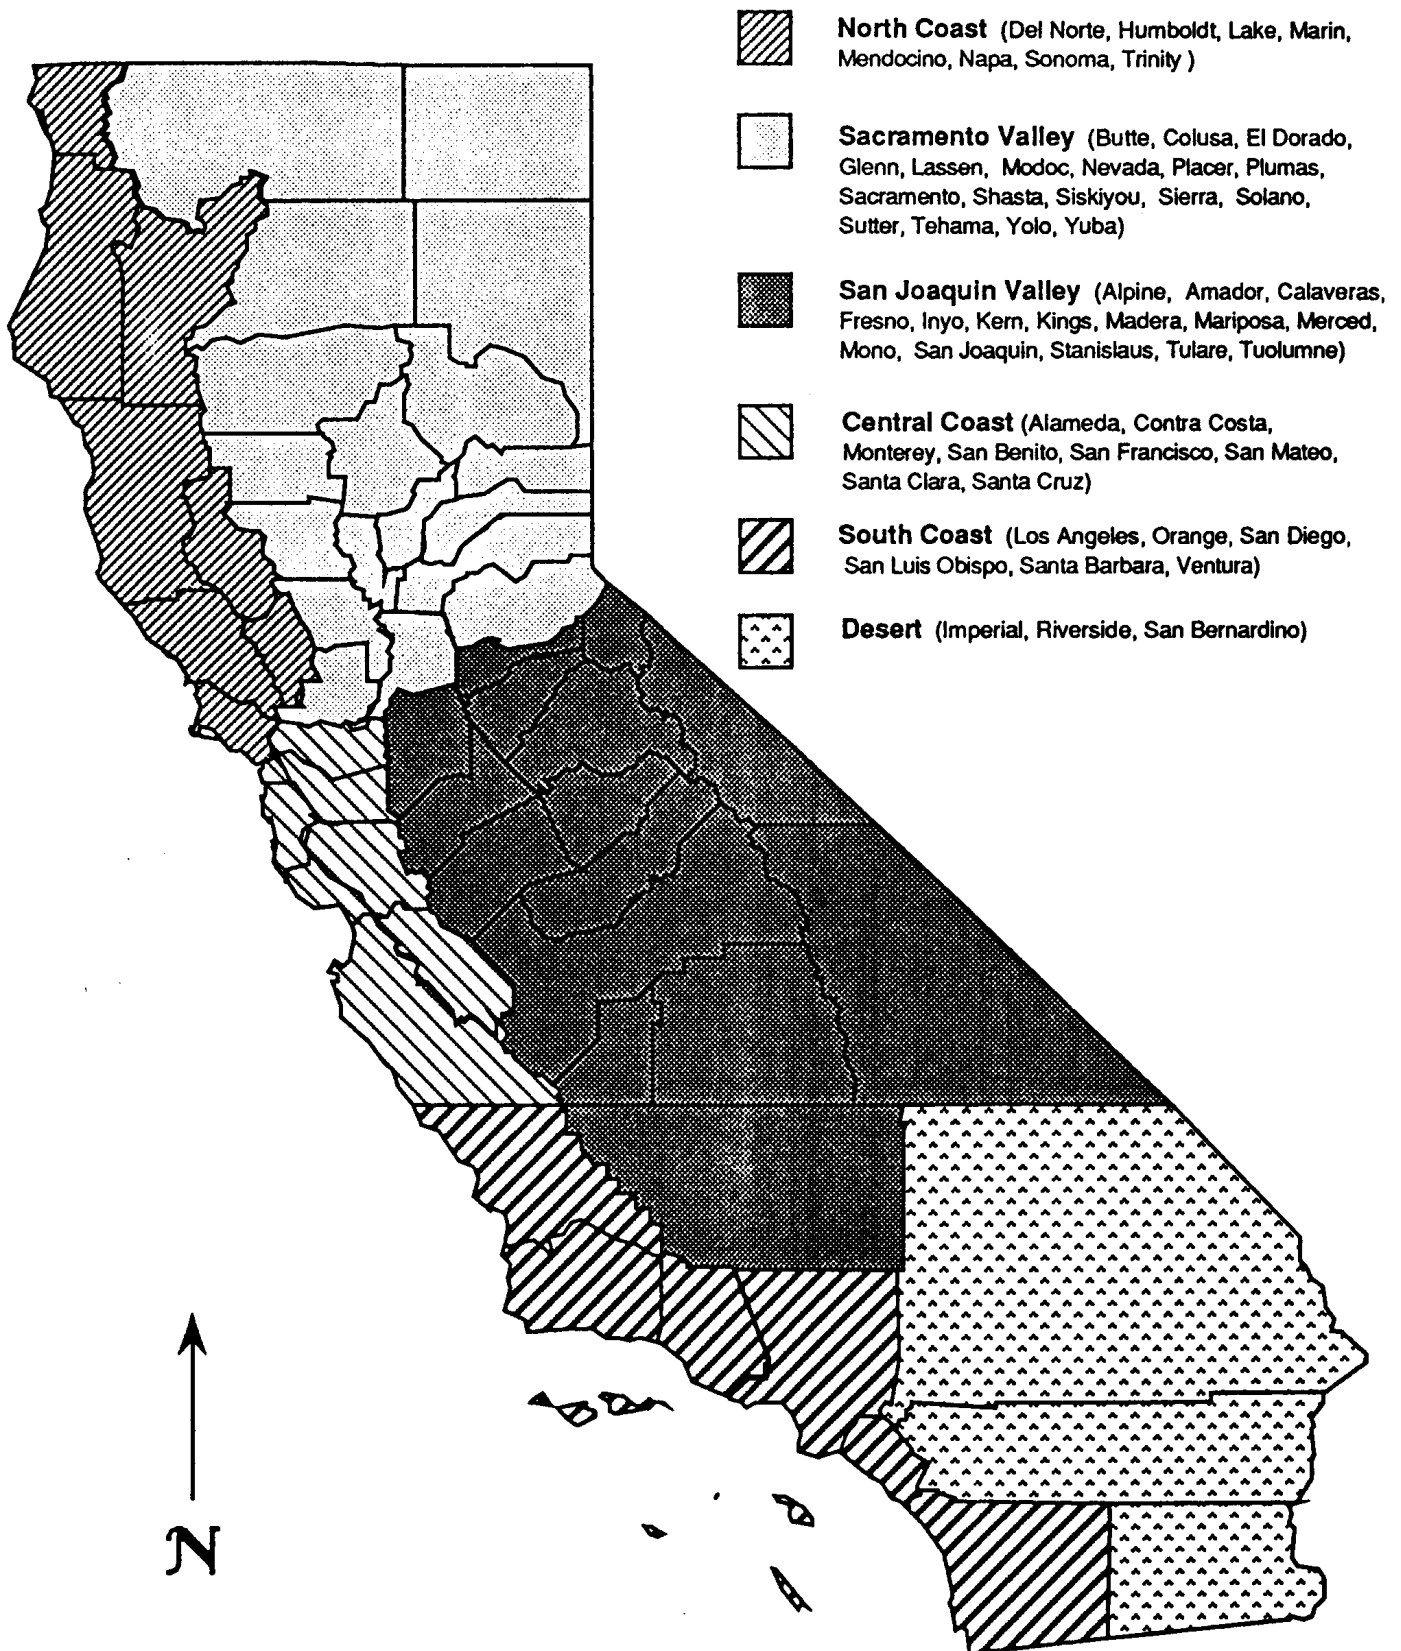 North Coast (Del Norte, Humboldt, Lake, Marin,
Mendocino, Napa, Sonoma, Trinity )
Sacramento Valley (Butte, Colusa, El Dorado,
Glenn, Lassen, Modoc, Nevada, Placer, Plumas,
Sacramento, Shasta, Siskiyou, Sierra, Solano,
Sutter, Tehama, Yolo, Yuba)
San Joaquin Valley (Alpine, Amador, Calaveras,
Fresno, Inyo, Kern, Kings, Madera, Mariposa, Merced,
Mono, San Joaquin, Stanislaus, Tulare, Tuolumne)
Central Coast (Alameda, Contra Costa,
Monterey, San Benito, San Francisco, San Mateo,
Santa Clara, Santa Cruz)
South Coast (Los Angeles, Orange, San Diego,
San Luis Obispo, Santa Barbara, Ventura)
Desert (Imperial, Riverside, San Bernardino)
N